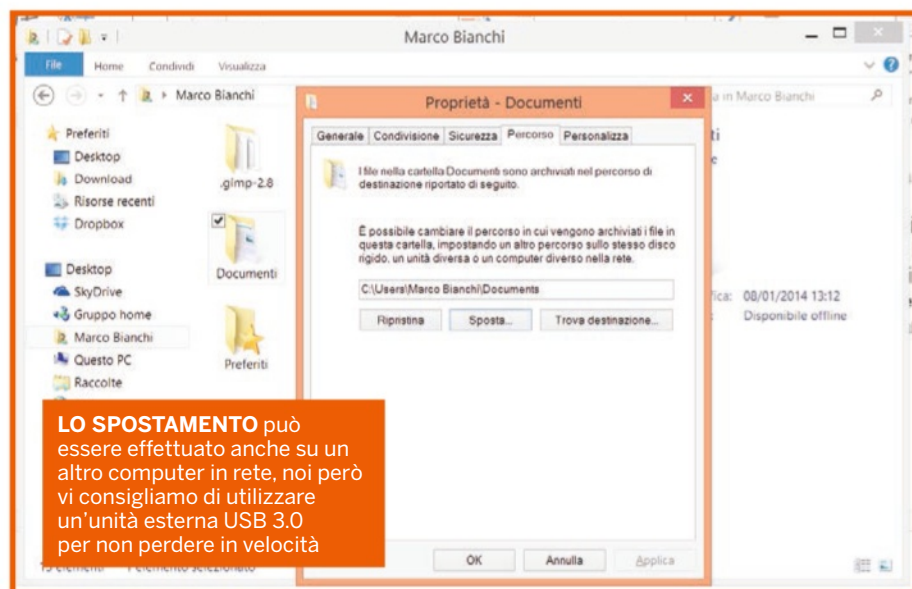 Marco Bianchi
File Home Condividi Visualizza
Marco Bianchi
a in Marco Bianchi
Preferiti
Desktop
Download
Risorse recenti
Dropbox
Desktop
SkyDrive
Gruppo home
Marco Bianchi
Questo PC
Raccolte
.gimp-2.8
Documenti
Preferiti
Proprietà - Documenti
Generale Condivisione Sicurezza Percorso Personalizza
I file nella cartella Documenti sono archiviati nel percorso di
destinazione riportato di seguito.
È possibile cambiare il percorso in cui vengono archiviati i file in
questa cartella, impostando un altro percorso sullo stesso disco
rigido, un unità diversa o un computer diverso nella rete.
C:\Users\Marco Bianchi\Documents
Ripristina Sposta... Trova destinazione...
OK Annulla Applica
ti
e
fica: 08/01/2014 13:12
Disponibile offline
LO SPOSTAMENTO può
essere effettuato anche su un
altro computer in rete, noi però
vi consigliamo di utilizzare
un'unità esterna USB 3.0
per non perdere in velocità